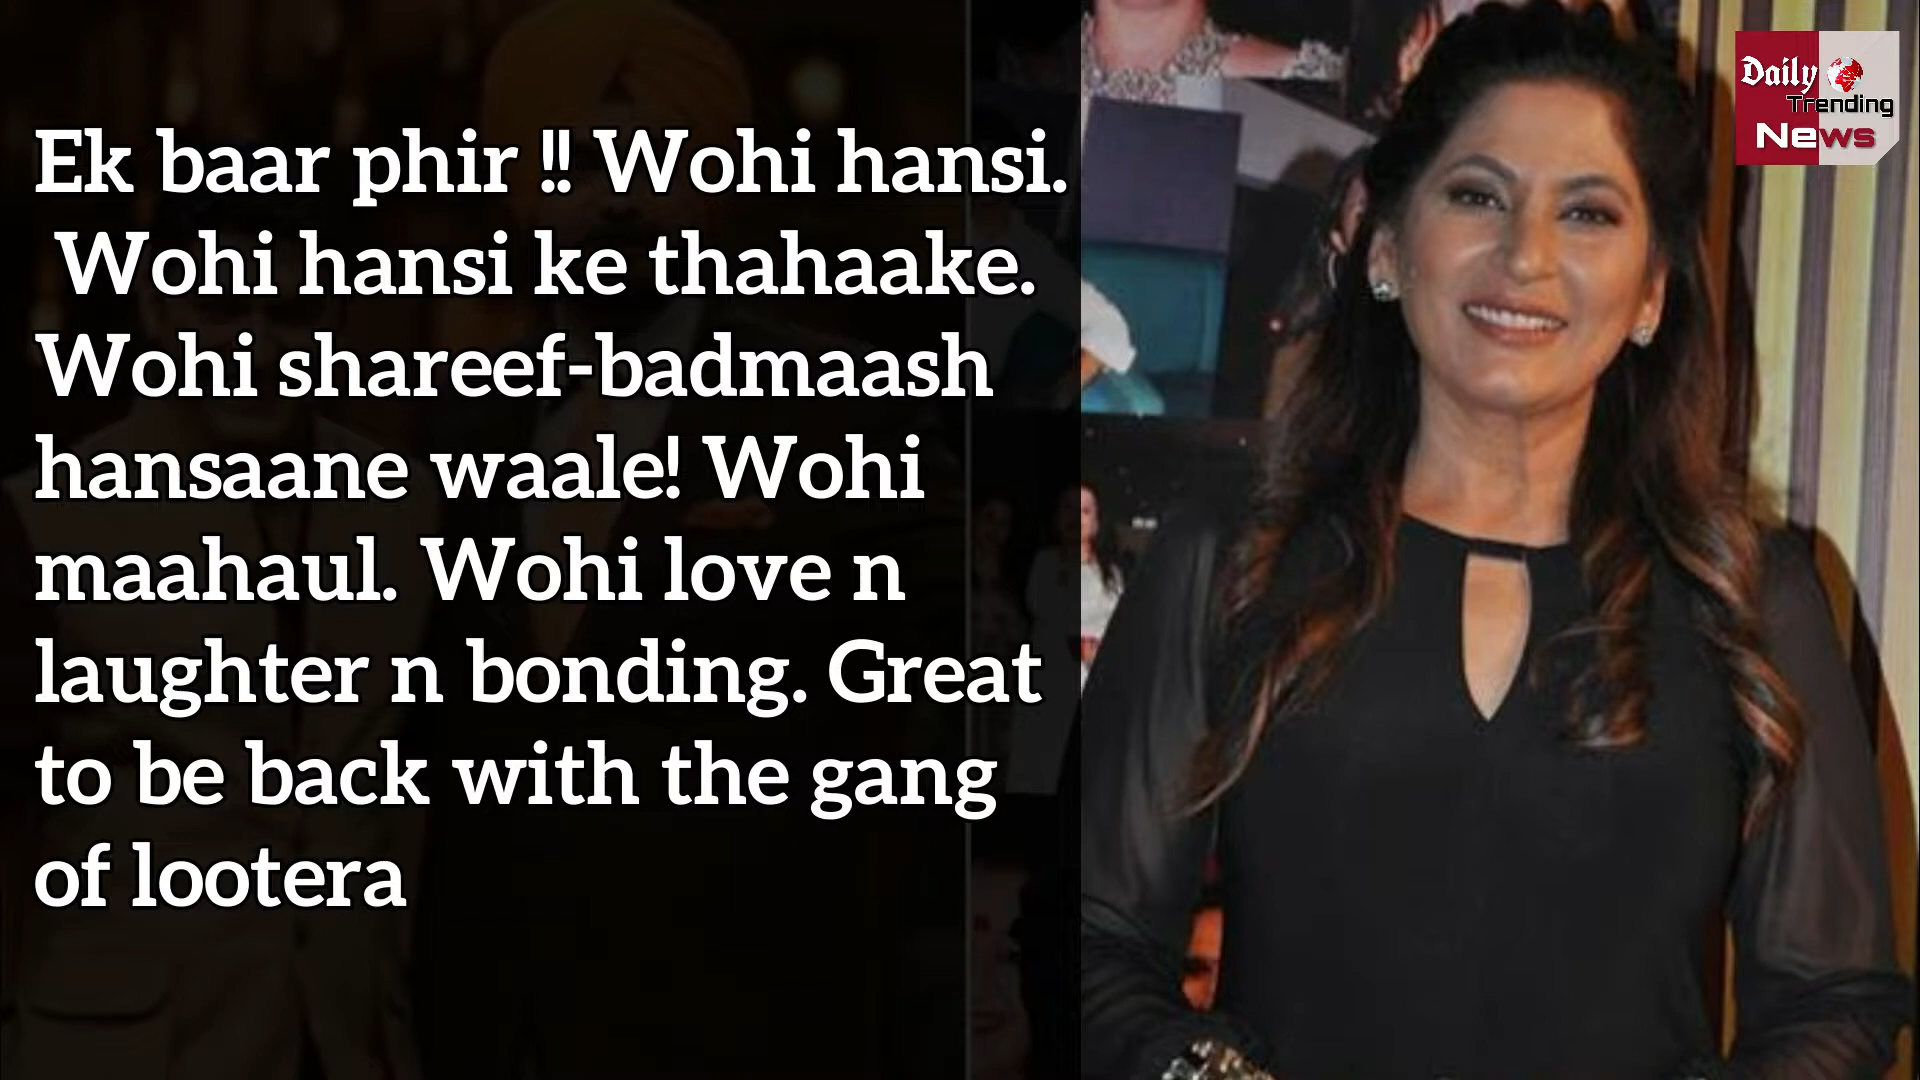 Ek baar phir !! Wohi hansi.
Wohi hansi ke thahaake.
Wohi shareef-badmaash
hansaane waale! Wohi
maahaul. Wohi love n
laughter n bonding. Great
to be back with the gang
of lootera
Daily
Trending
News